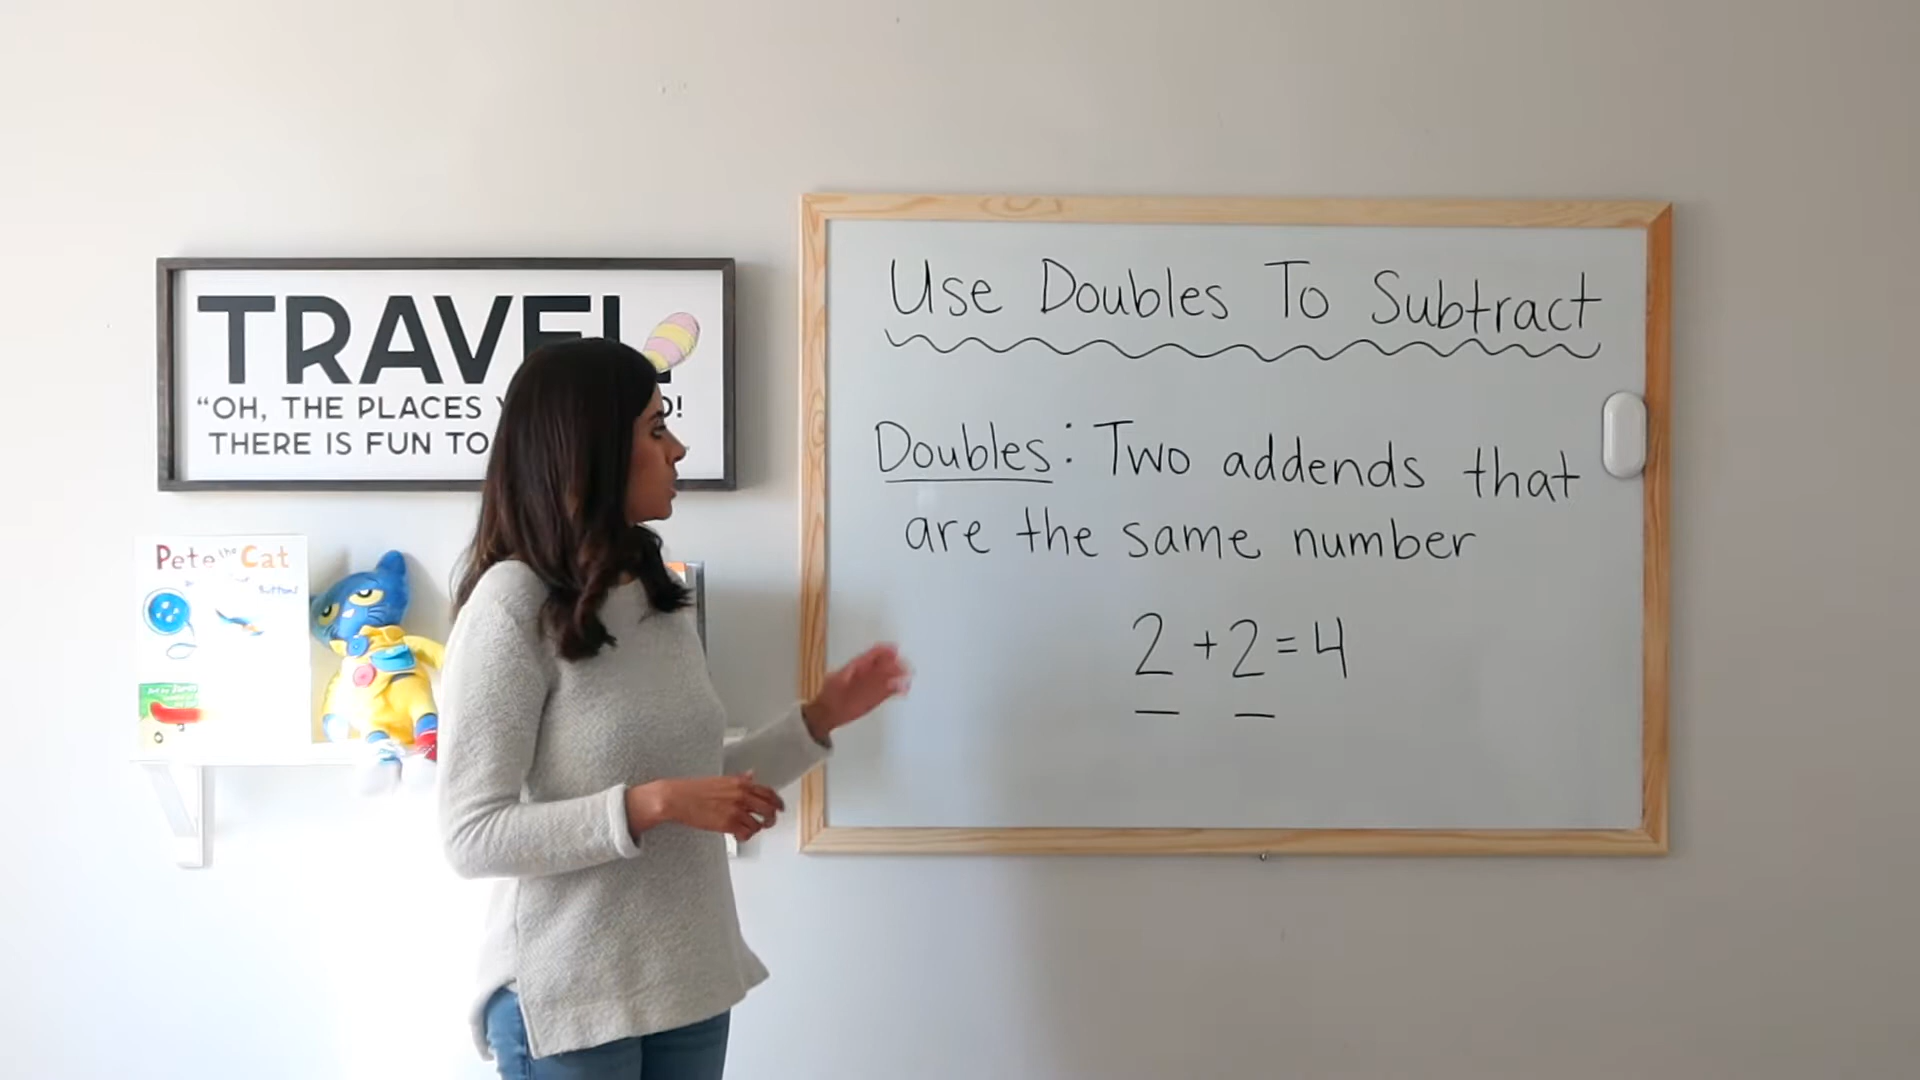 TRAVEL
“OH, THE PLACES !
THERE IS FUN TO
Pete the Cat
Buttons
Use Doubles To Subtract
Doubles: Two addends that
are the same number
2 + 2 = 4